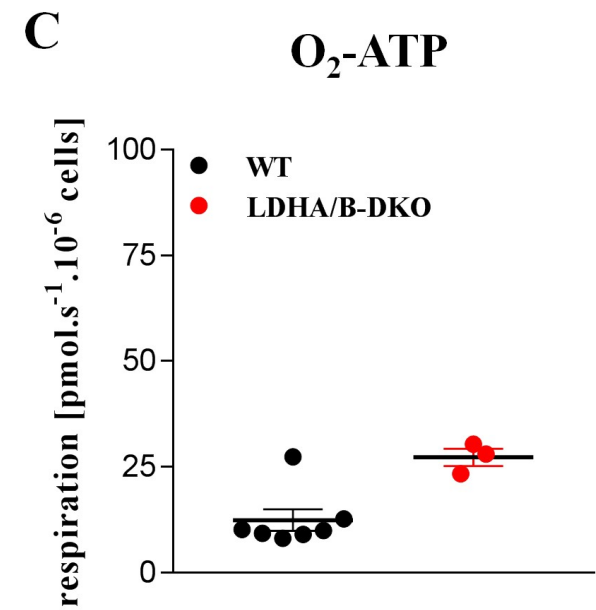 C
O₂-ATP
100
75
50
25
0
respiration [pmol.s⁻¹.10⁻⁶ cells]
WT
LDHA/B-DKO